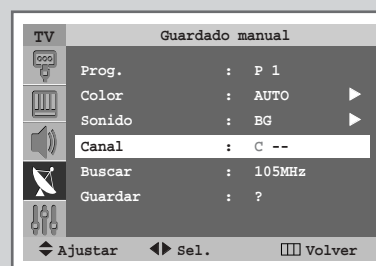 TV Guardado manual
Prog. : P 1
Color : AUTO
Sonido : BG
Canal : C --
Buscar : 105MHz
Guardar : ?
Ajustar Sel. Volver